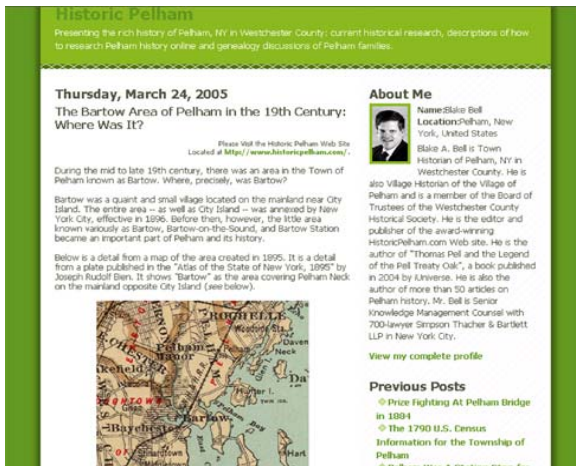 Historic Pelham
Presenting the rich history of Pelham, NY in Westchester County: current historical research, descriptions of how
to research Pelham history online and genealogy discussions of Pelham families.
Thursday, March 24, 2005
The Bartow Area of Pelham in the 19th Century:
Where Was It?
Please Visit the Historic Pelham Web Site
Located at http://www.historicpelham.com/.
During the mid to late 19th century, there was an area in the Town of
Pelham known as Bartow. Where, precisely, was Bartow?
Bartow was a quaint and small village located on the mainland near City
Island. The entire area -- as well as City Island -- was annexed by New
York City, effective in 1896. Before then, however, the little area
known variously as Bartow, Bartow-on-the-Sound, and Bartow Station
became an important part of Pelham and its history.
Below is a detail from a map of the area created in 1895. It is a detail
from a plate published in the "Atlas of the State of New York, 1895" by
Joseph Rudolf Bien. It shows "Bartow" as the area covering Pelham Neck
on the mainland opposite City Island (see below).
ROCHELLE
Woodside Sta.
Pelham
Manor
Daven
Neck
Da
Hunter I.
Bartow
Baychest
Hart
About Me
Name:Blake Bell
Location:Pelham, New
York, United States
Blake A. Bell is Town
Historian of Pelham, NY in
Westchester County. He is
also Village Historian of the Village of
Pelham and is a member of the Board of
Trustees of the Westchester County
Historical Society. He is the editor and
publisher of the award-winning
HistoricPelham.com Web site. He is the
author of "Thomas Pell and the Legend
of the Pell Treaty Oak", a book published
in 2004 by iUniverse. He is also the
author of more than 50 articles on
Pelham history. Mr. Bell is Senior
Knowledge Management Counsel with
700-lawyer Simpson Thacher & Bartlett
LLP in New York City.
View my complete profile
Previous Posts
Prize Fighting At Pelham Bridge
in 1884
The 1790 U.S. Census
Information for the Township of
Pelham